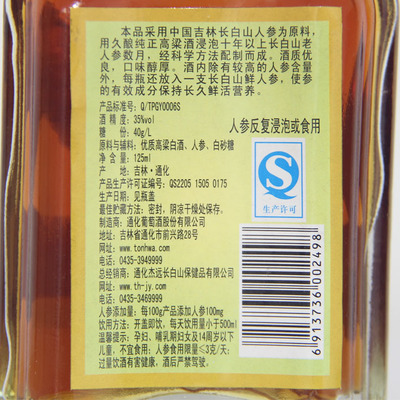 本品采用中国吉林长白山人参为原料，
用久酿纯正高粱酒浸泡十年以上长白山老
人参数月，经科学方法配制而成。酒质优
良，口味醇厚。酒内除有较高的人参含量
外，每瓶还放入一支长白山鲜人参，使参
的有效成分保持长久鲜活营养。
产品标准号：Q/TPGY0006S
酒 精 度：35%vol
糖 份：40g/L
人参反复浸泡或食用
原料与辅料：优质高粱白酒、人参、白砂糖
净 含 量：125ml
产 地：吉林·通化
产品生产许可证编号：QS2205 1505 0175
生产日期：见瓶盖
最佳贮藏方法：密封，阴凉干燥处保存。
制造商：通化葡萄酒股份有限公司
地址：吉林省通化市前兴路28号
www.tonhwa.com
电话：0435-3949999
总经销商：通化杰远长白山保健品有限公司
www.th-jy.com
电话：0435-3469999
人参添加量：每100g产品添加人参100mg
饮用方法：开盖即饮，每天饮用量小于500ml
温馨提示：孕妇、哺乳期妇女及14周岁以下
儿童，不宜食用；人参食用限量≤3克/天；
过量饮酒有害健康，酒后严禁驾驶。
QS
生产许可
6 913736 002498